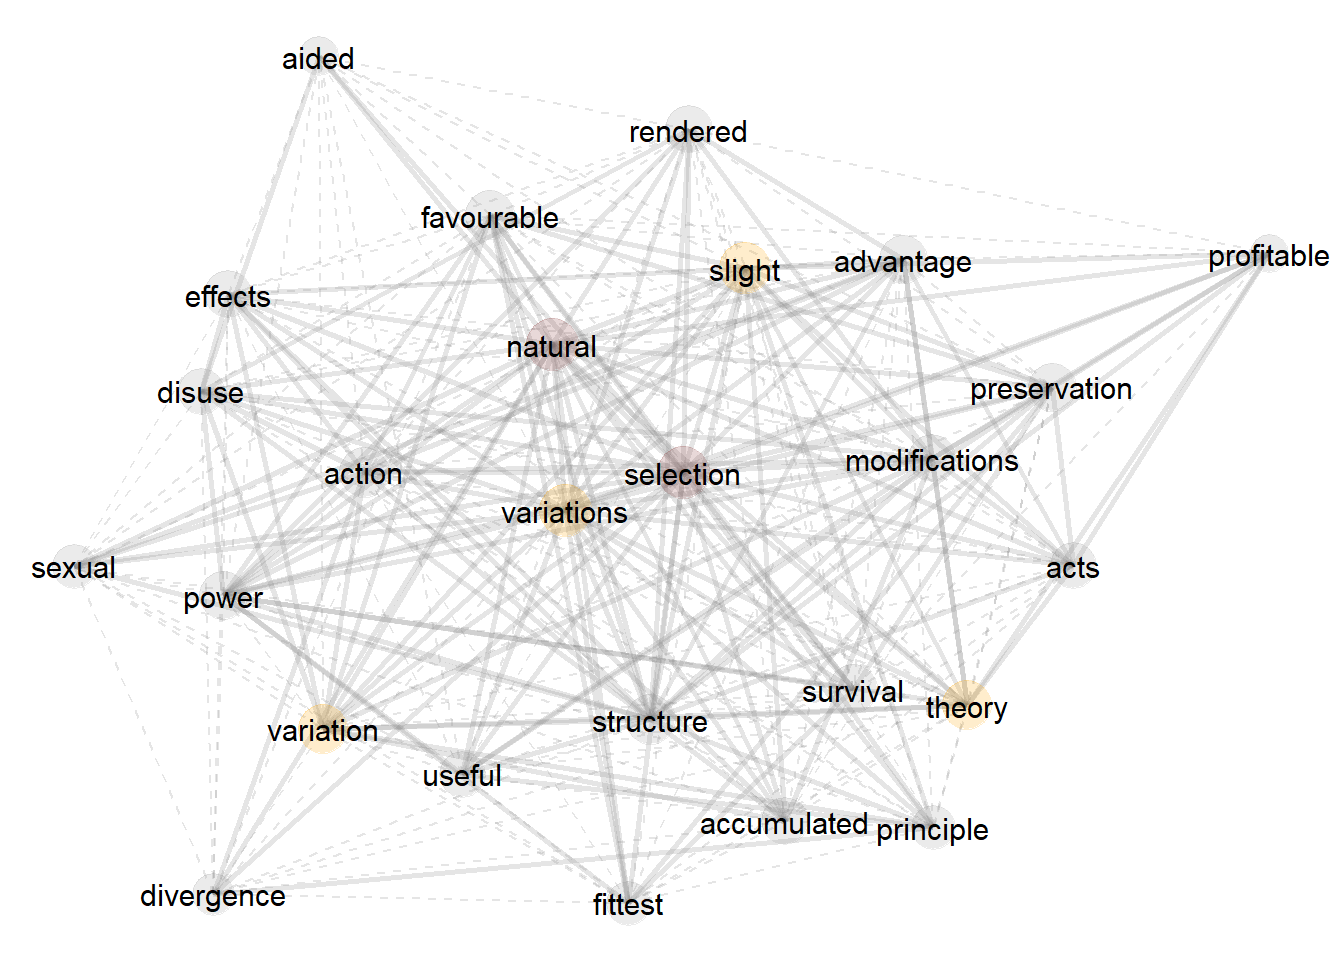 aided
rendered
favourable
slight
advantage
profitable
effects
natural
disuse
preservation
action
selection
modifications
variations
sexual
power
acts
survival
theory
variation
structure
useful
accumulated
principle
divergence
fittest